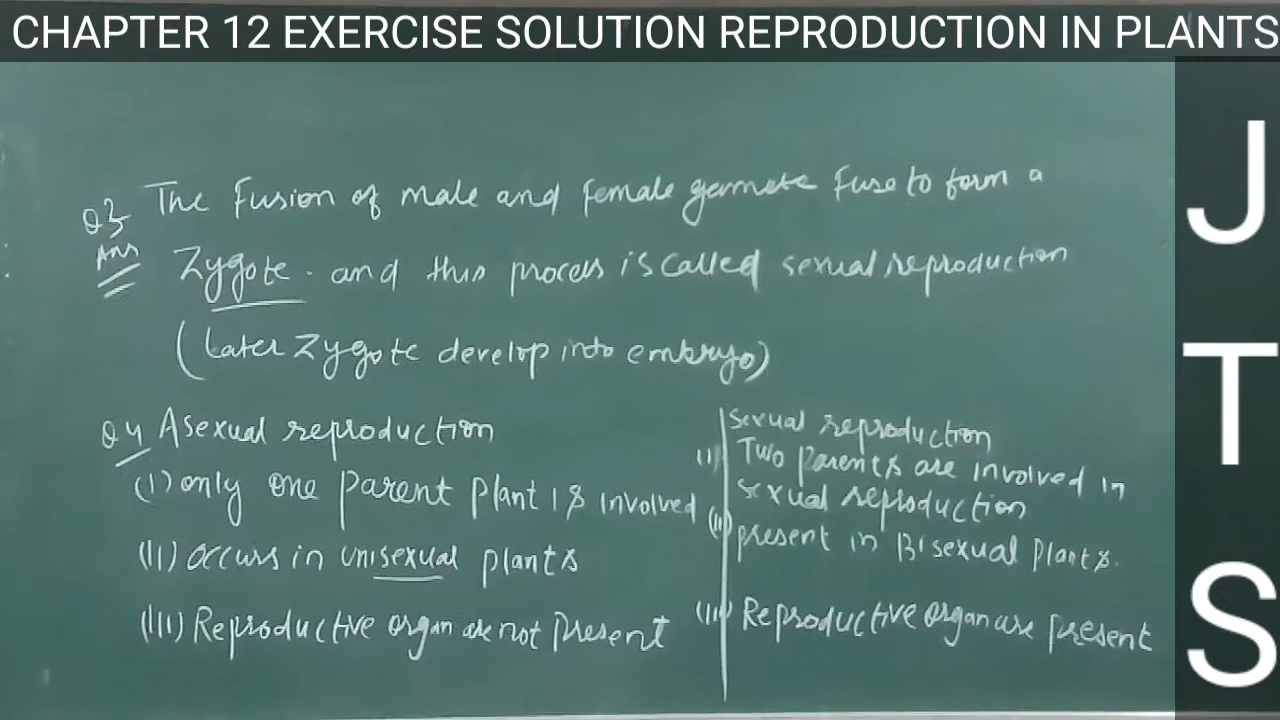 CHAPTER 12 EXERCISE SOLUTION REPRODUCTION IN PLANTS
J
T
S
Q3 The Fusion of male and female gamete fuse to form a
Ans Zygote. and this process is called sexual reproduction
(Later Zygote develop into embryo)
Q4 Asexual reproduction
(I) only one parent plant is involved
(II) Occurs in unisexual plants
(III) Reproductive organ are not present
Sexual reproduction
(I) Two parents are involved in
sexual reproduction
(II) present in Bisexual plants.
(III) Reproductive organ are present